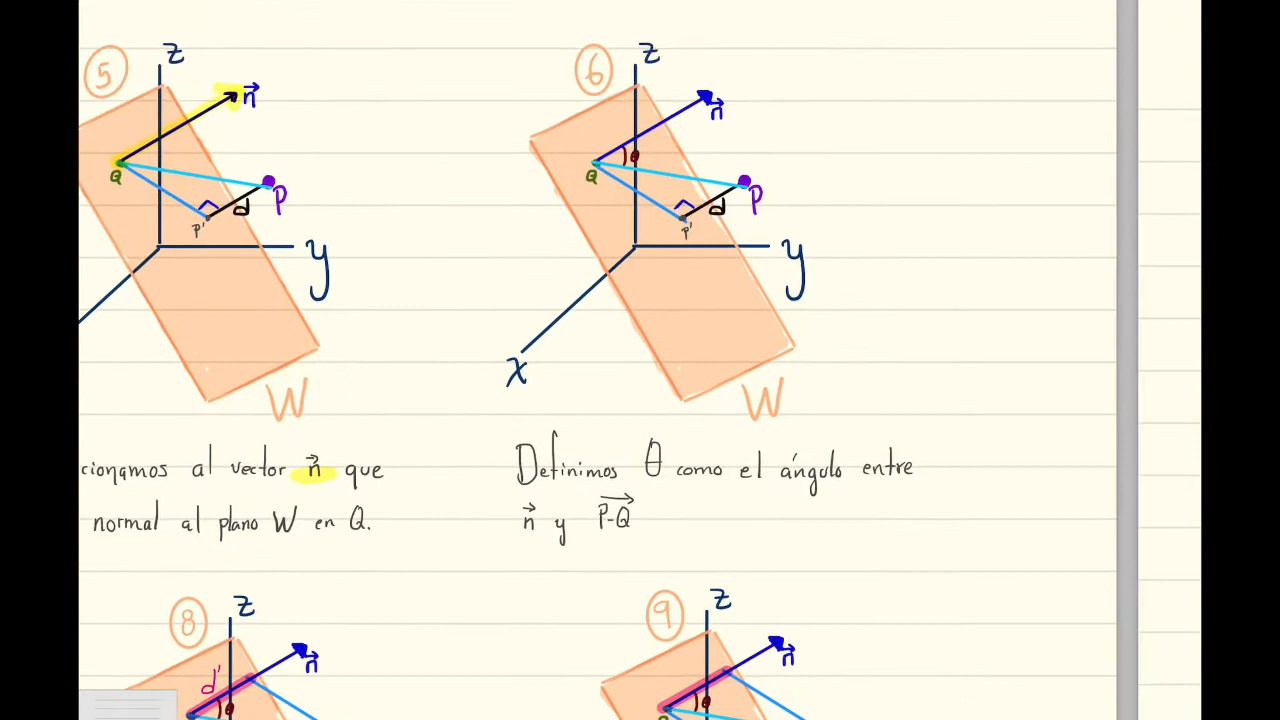 5
z
n
Q
P
d
P'
y
W
cionamos al vector n que
normal al plano W en Q.
6
z
n
θ
Q
P
d
P'
y
x
W
Definimos θ como el ángulo entre
n y P-Q
8
z
n
d'
θ
9
z
n
θ